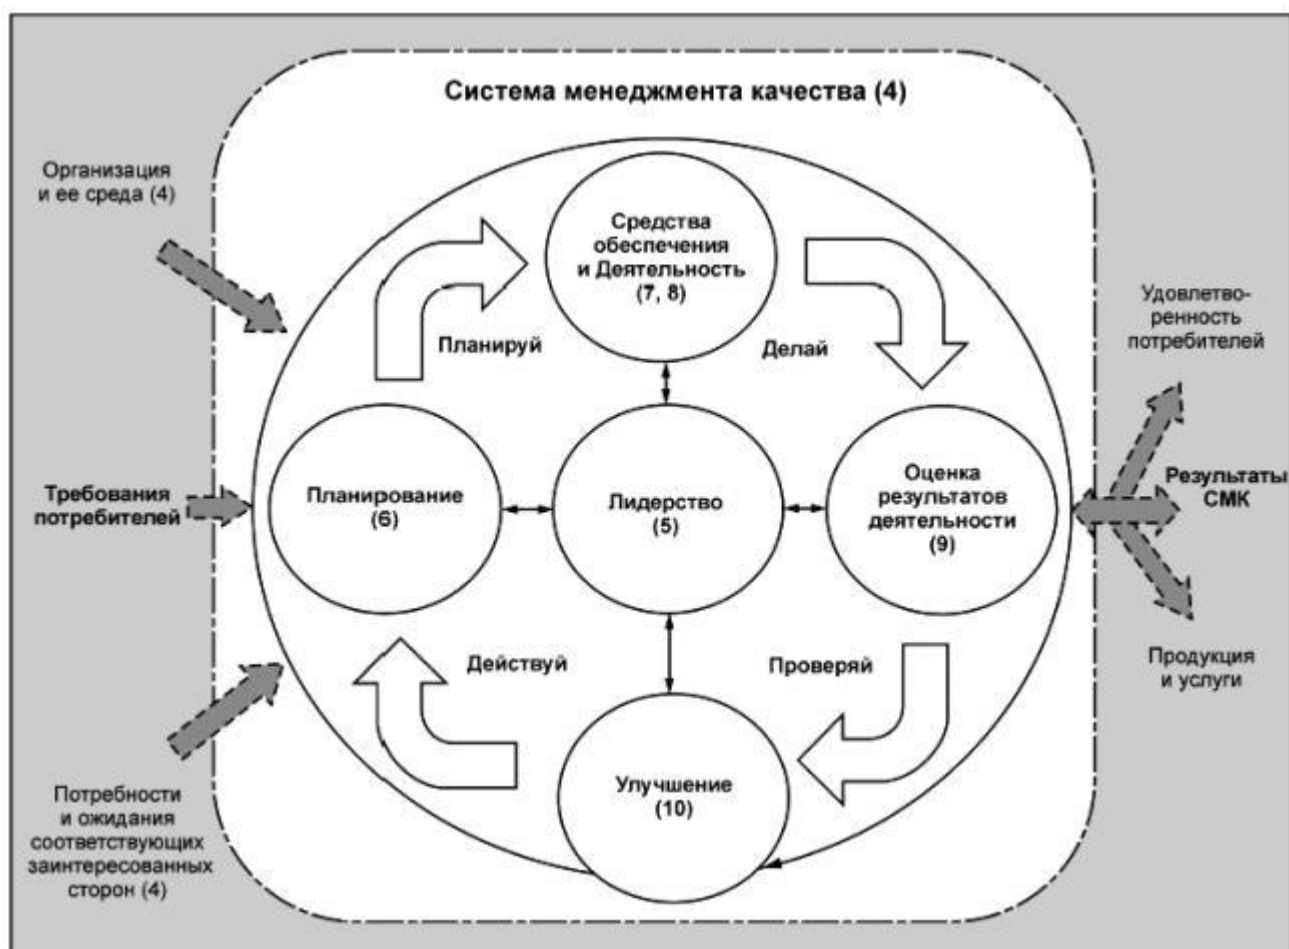 Система менеджмента качества (4)
Организация
и ее среда (4)
Средства
обеспечения
и Деятельность
(7, 8)
Планируй
Делай
Удовлетво-
ренность
потребителей
Требования
потребителей
Планирование
(6)
Лидерство
(5)
Оценка
результатов
деятельности
(9)
Результаты
СМК
Действуй
Проверяй
Продукция
и услуги
Улучшение
(10)
Потребности
и ожидания
соответствующих
заинтересованных
сторон (4)